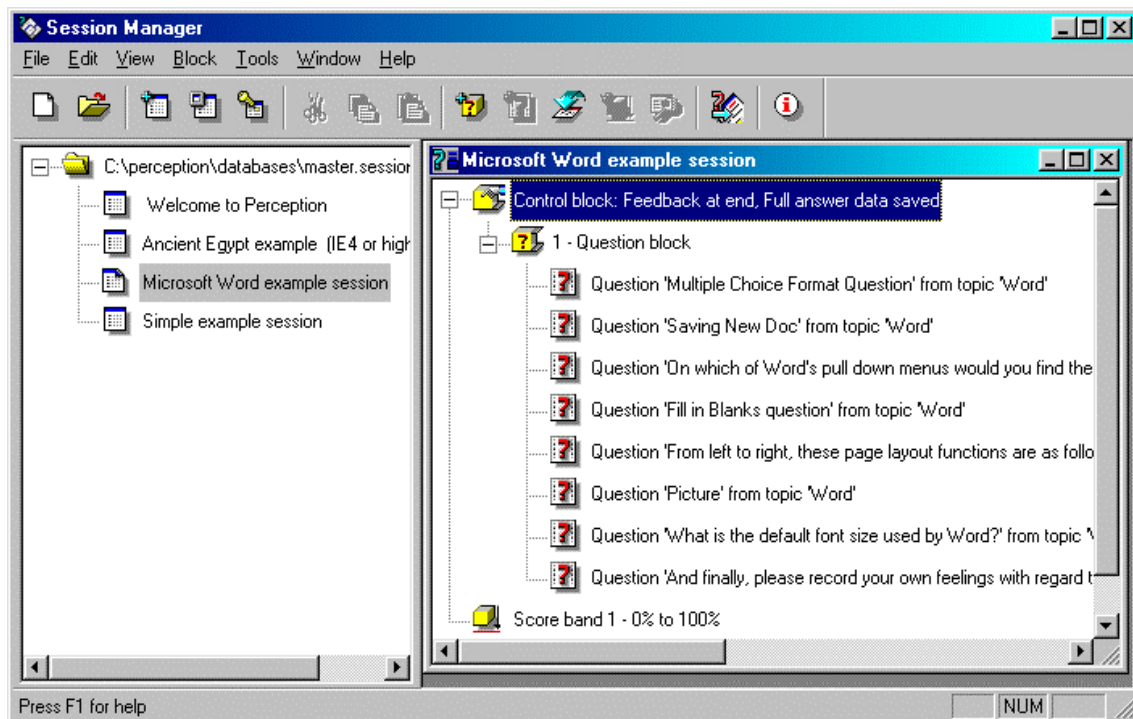 Session Manager
File Edit View Block Tools Window Help
C:\perception\databases\master.session
Welcome to Perception
Ancient Egypt example (IE4 or high
Microsoft Word example session
Simple example session
Microsoft Word example session
Control block: Feedback at end, Full answer data saved
1 - Question block
Question 'Multiple Choice Format Question' from topic 'Word'
Question 'Saving New Doc' from topic 'Word'
Question 'On which of Word's pull down menus would you find the
Question 'Fill in Blanks question' from topic 'Word'
Question 'From left to right, these page layout functions are as follo
Question 'Picture' from topic 'Word'
Question 'What is the default font size used by Word?' from topic '
Question 'And finally, please record your own feelings with regard t
Score band 1 - 0% to 100%
Press F1 for help
NUM